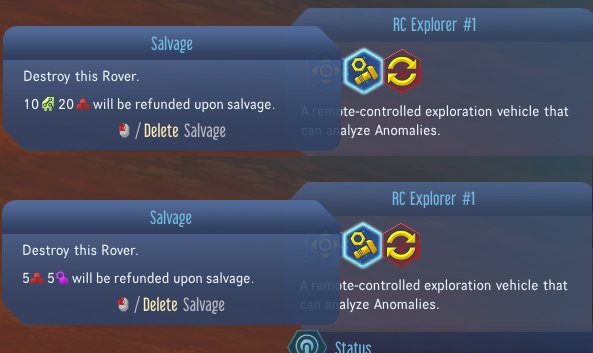 RC Explorer #1
Salvage
Destroy this Rover.
10 20 will be refunded upon salvage.
/ Delete Salvage
A remote-controlled exploration vehicle that
can analyze Anomalies.
RC Explorer #1
Salvage
Destroy this Rover.
5 5 will be refunded upon salvage.
/ Delete Salvage
A remote-controlled exploration vehicle that
can analyze Anomalies.
Status